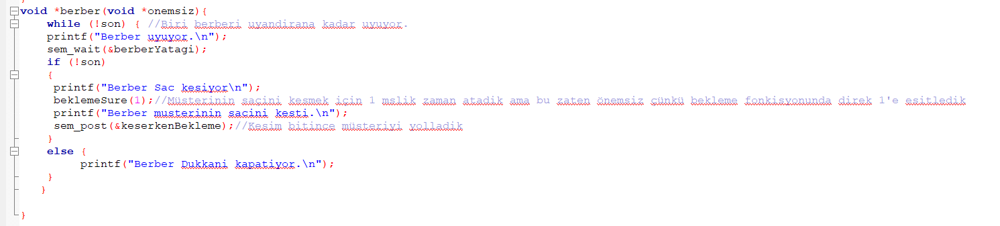 void *berber(void *onemsiz){
while (!son) { //Biri berberi uyandirana kadar uyuyor.
printf("Berber uyuyor.\n");
sem_wait(&berberYatagi);
if (!son)
{
printf("Berber Sac kesiyor\n");
beklemeSure(1);//Müsterinin saçini kesmek için 1 mslik zaman atadik ama bu zaten önemsiz çünkü bekleme fonkisyonunda direk 1'e esitledik
printf("Berber musterinin sacini kesti.\n");
sem_post(&keserkenBekleme);//Kesim bitince müsteriyi yolladik
}
else {
printf("Berber Dukkani kapatiyor.\n");
}
}
}